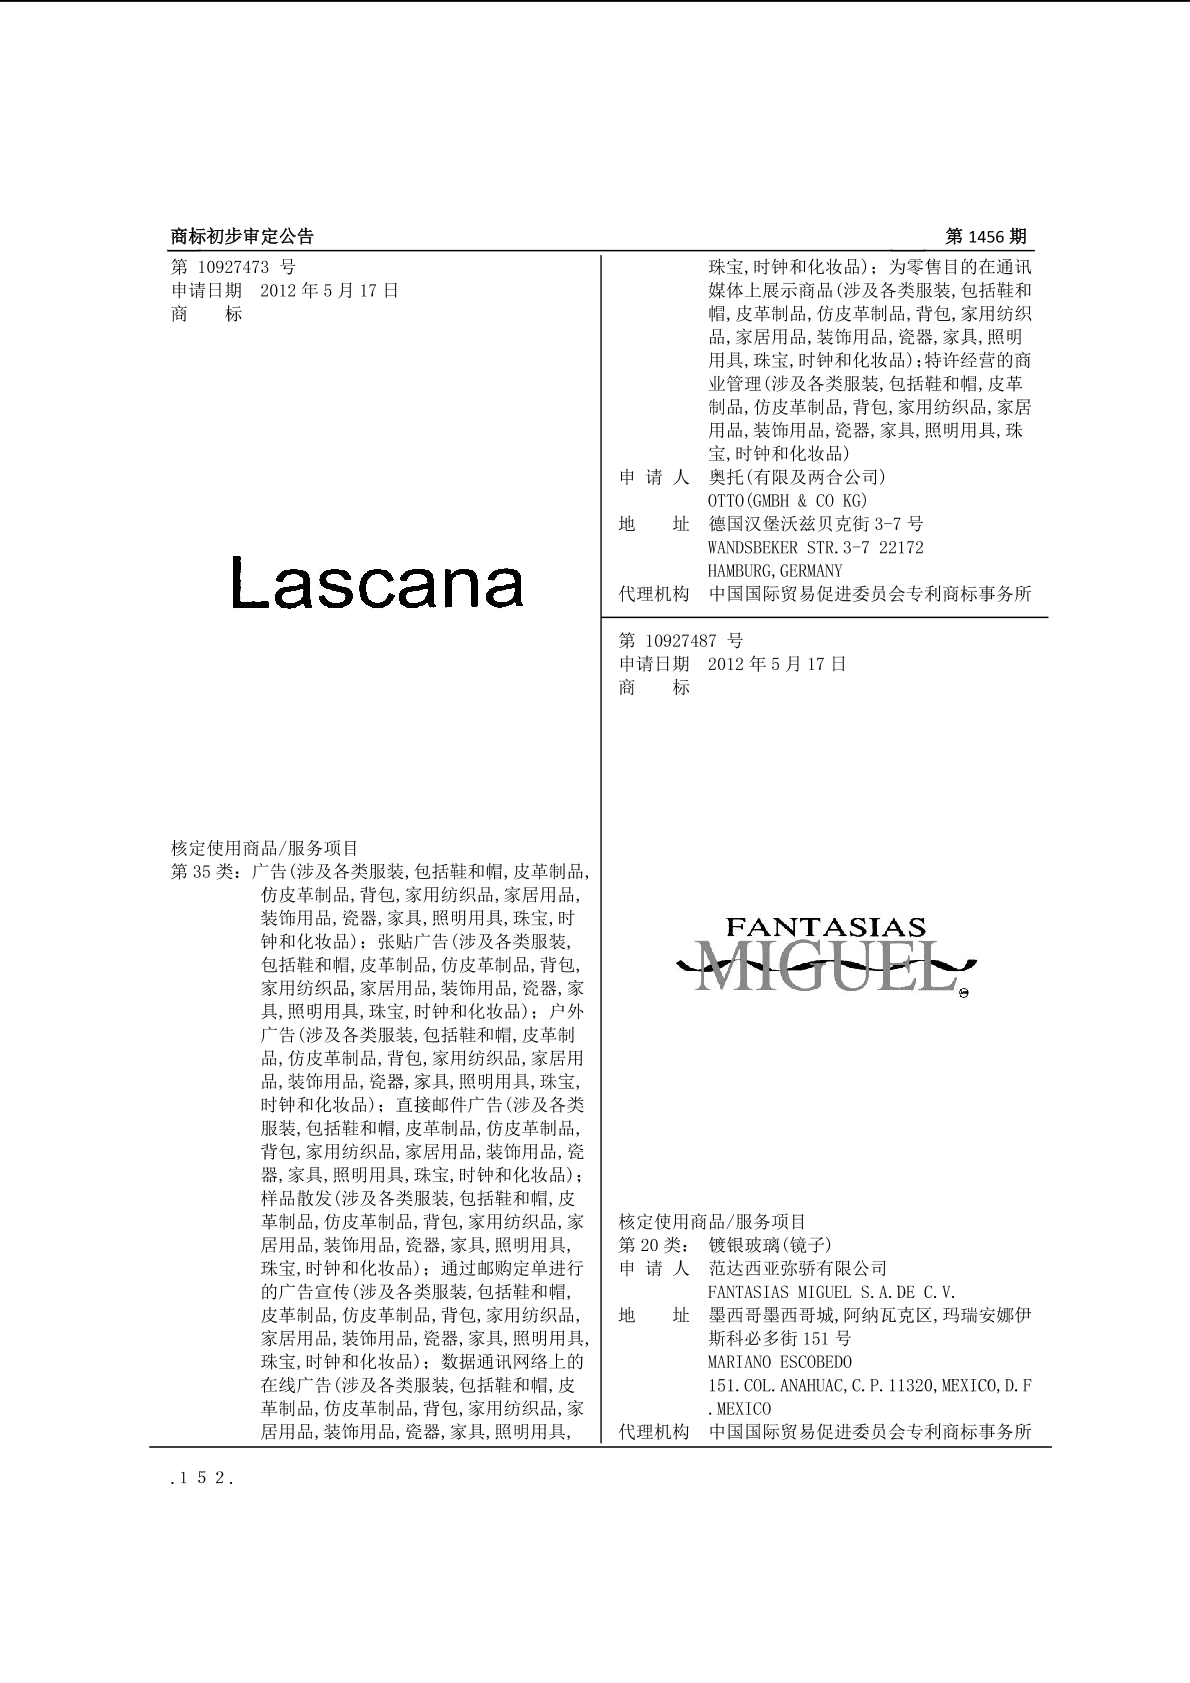 商标初步审定公告
第 1456 期
第 10927473 号
申请日期 2012 年 5 月 17 日
商 标
Lascana
核定使用商品/服务项目
第 35 类：广告(涉及各类服装,包括鞋和帽,皮革制品,
仿皮革制品,背包,家用纺织品,家居用品,
装饰用品,瓷器,家具,照明用具,珠宝,时
钟和化妆品)；张贴广告(涉及各类服装,
包括鞋和帽,皮革制品,仿皮革制品,背包,
家用纺织品,家居用品,装饰用品,瓷器,家
具,照明用具,珠宝,时钟和化妆品)；户外
广告(涉及各类服装,包括鞋和帽,皮革制
品,仿皮革制品,背包,家用纺织品,家居用
品,装饰用品,瓷器,家具,照明用具,珠宝,
时钟和化妆品)；直接邮件广告(涉及各类
服装,包括鞋和帽,皮革制品,仿皮革制品,
背包,家用纺织品,家居用品,装饰用品,瓷
器,家具,照明用具,珠宝,时钟和化妆品)；
样品散发(涉及各类服装,包括鞋和帽,皮
革制品,仿皮革制品,背包,家用纺织品,家
居用品,装饰用品,瓷器,家具,照明用具,
珠宝,时钟和化妆品)；通过邮购定单进行
的广告宣传(涉及各类服装,包括鞋和帽,
皮革制品,仿皮革制品,背包,家用纺织品,
家居用品,装饰用品,瓷器,家具,照明用具,
珠宝,时钟和化妆品)；数据通讯网络上的
在线广告(涉及各类服装,包括鞋和帽,皮
革制品,仿皮革制品,背包,家用纺织品,家
居用品,装饰用品,瓷器,家具,照明用具,
珠宝,时钟和化妆品)；为零售目的在通讯
媒体上展示商品(涉及各类服装,包括鞋和
帽,皮革制品,仿皮革制品,背包,家用纺织
品,家居用品,装饰用品,瓷器,家具,照明
用具,珠宝,时钟和化妆品)；特许经营的商
业管理(涉及各类服装,包括鞋和帽,皮革
制品,仿皮革制品,背包,家用纺织品,家居
用品,装饰用品,瓷器,家具,照明用具,珠
宝,时钟和化妆品)
申 请 人 奥托(有限及两合公司)
OTTO(GMBH & CO KG)
地 址 德国汉堡沃兹贝克街 3-7 号
WANDSBEKER STR.3-7 22172
HAMBURG,GERMANY
代理机构 中国国际贸易促进委员会专利商标事务所
第 10927487 号
申请日期 2012 年 5 月 17 日
商 标
FANTASIAS
MIGUEL
核定使用商品/服务项目
第 20 类： 镀银玻璃(镜子)
申 请 人 范达西亚弥骄有限公司
FANTASIAS MIGUEL S.A.DE C.V.
地 址 墨西哥墨西哥城,阿纳瓦克区,玛瑞安娜伊
斯科必多街 151 号
MARIANO ESCOBEDO
151.COL.ANAHUAC,C.P.11320,MEXICO,D.F
.MEXICO
代理机构 中国国际贸易促进委员会专利商标事务所
.152.